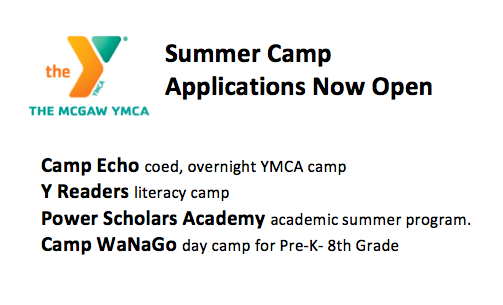 Summer Camp
Applications Now Open
the
YMCA
THE MCGAW YMCA
Camp Echo coed, overnight YMCA camp
Y Readers literacy camp
Power Scholars Academy academic summer program.
Camp WaNaGo day camp for Pre-K- 8th Grade